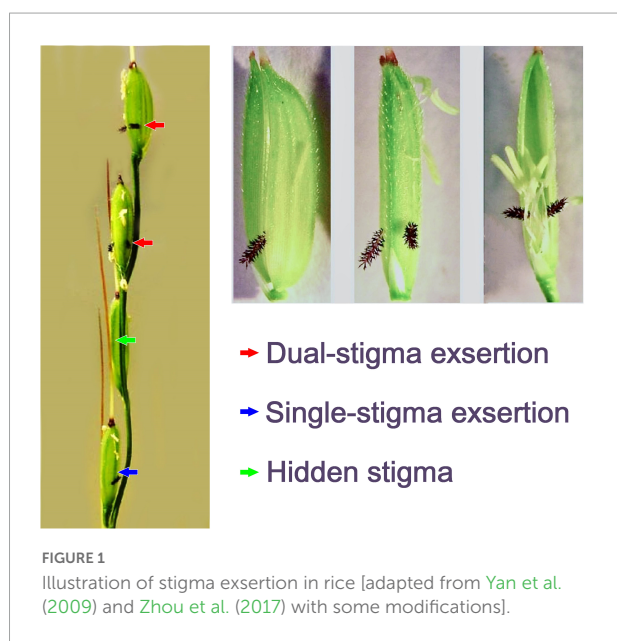 Dual-stigma exsertion
Single-stigma exsertion
Hidden stigma
FIGURE 1
Illustration of stigma exsertion in rice [adapted from Yan et al.
(2009) and Zhou et al. (2017) with some modifications].